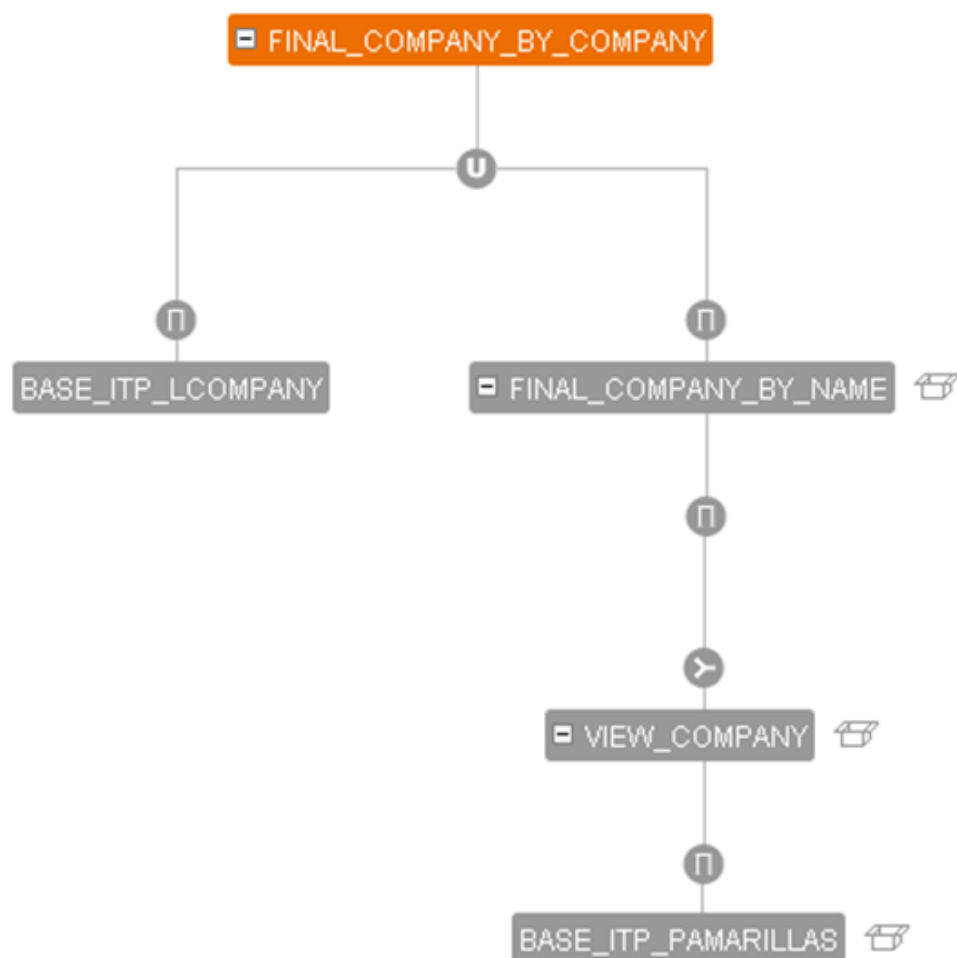 FINAL_COMPANY_BY_COMPANY
U
Π
Π
BASE_ITP_LCOMPANY
FINAL_COMPANY_BY_NAME
Π
VIEW_COMPANY
Π
BASE_ITP_PAMARILLAS